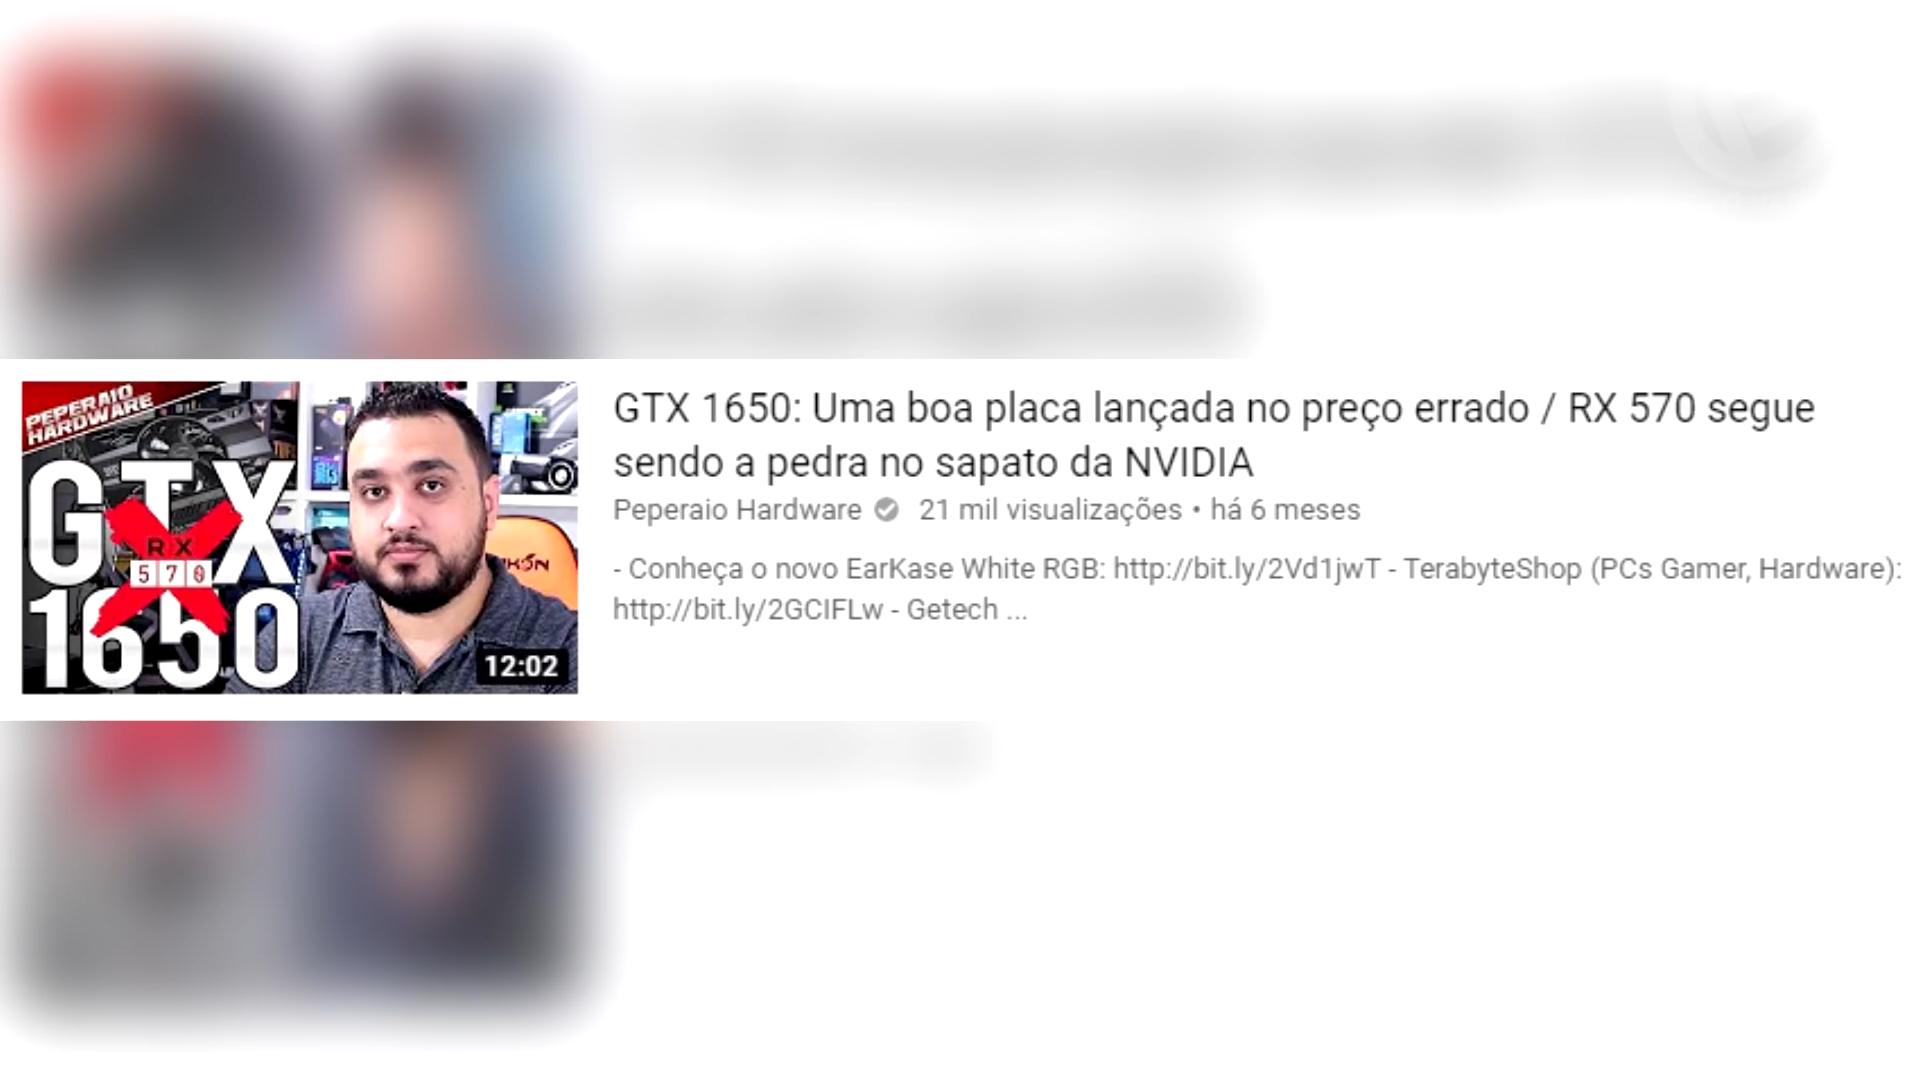 PEPERAIO
HARDWARE
GTX
RX
570
1650
12:02
GTX 1650: Uma boa placa lançada no preço errado / RX 570 segue
sendo a pedra no sapato da NVIDIA
Peperaio Hardware 21 mil visualizações • há 6 meses
- Conheça o novo EarKase White RGB: http://bit.ly/2Vd1jwT - TerabyteShop (PCs Gamer, Hardware):
http://bit.ly/2GCIFLw - Getech ...